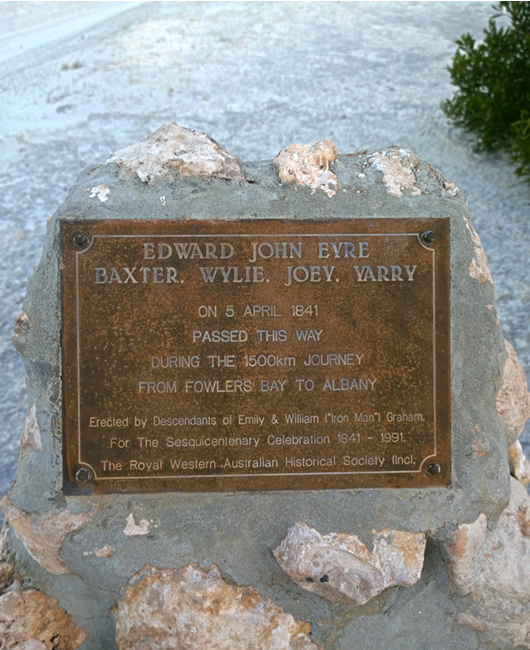 EDWARD JOHN EYRE
BAXTER, WYLIE, JOEY, YARRY
ON 5 APRIL 1841
PASSED THIS WAY
DURING THE 1500km JOURNEY
FROM FOWLERS BAY TO ALBANY
Erected by Descendants of Emily & William ("Iron Man") Graham.
For The Sesquicentenary Celebration 1841 - 1991.
The Royal Western Australian Historical Society (Inc).